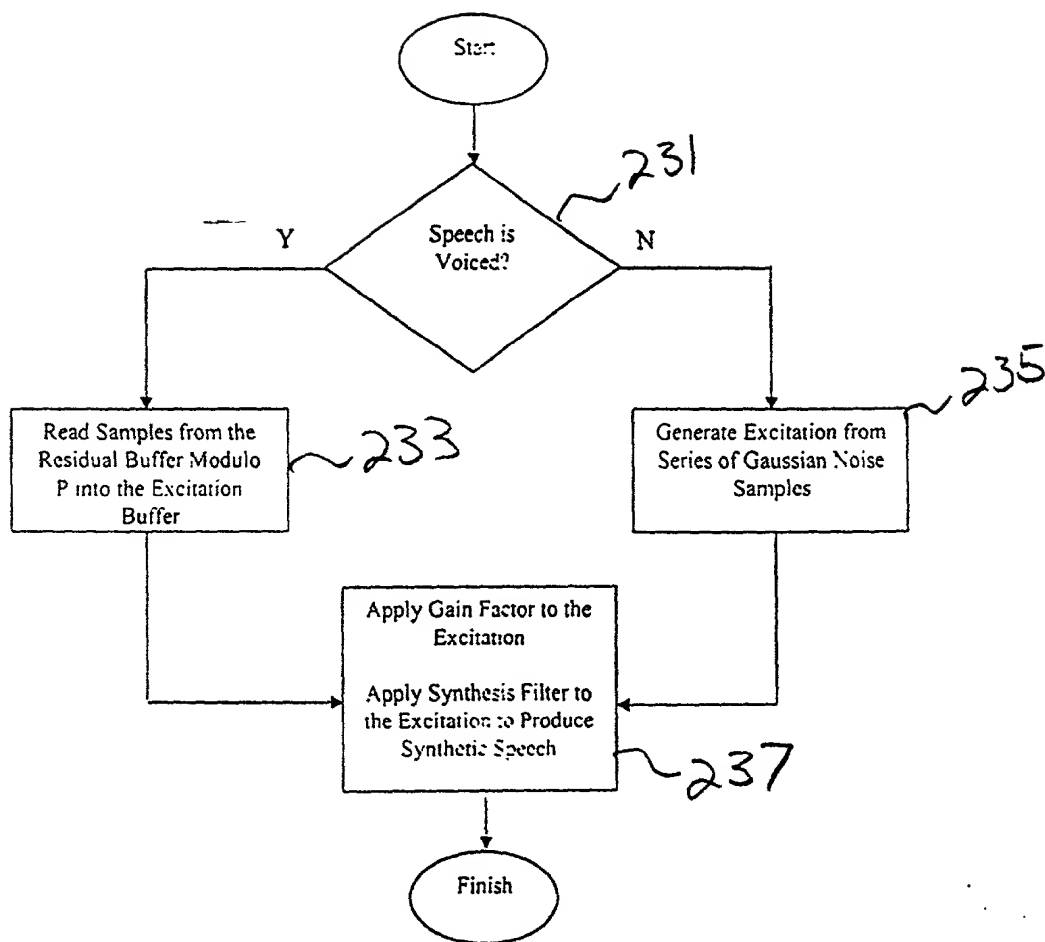 Start
231
Speech is
Voiced?
Y
N
235
Read Samples from the
Residual Buffer Modulo
P into the Excitation
Buffer
233
Generate Excitation from
Series of Gaussian Noise
Samples
Apply Gain Factor to the
Excitation
Apply Synthesis Filter to
the Excitation to Produce
Synthetic Speech
237
Finish